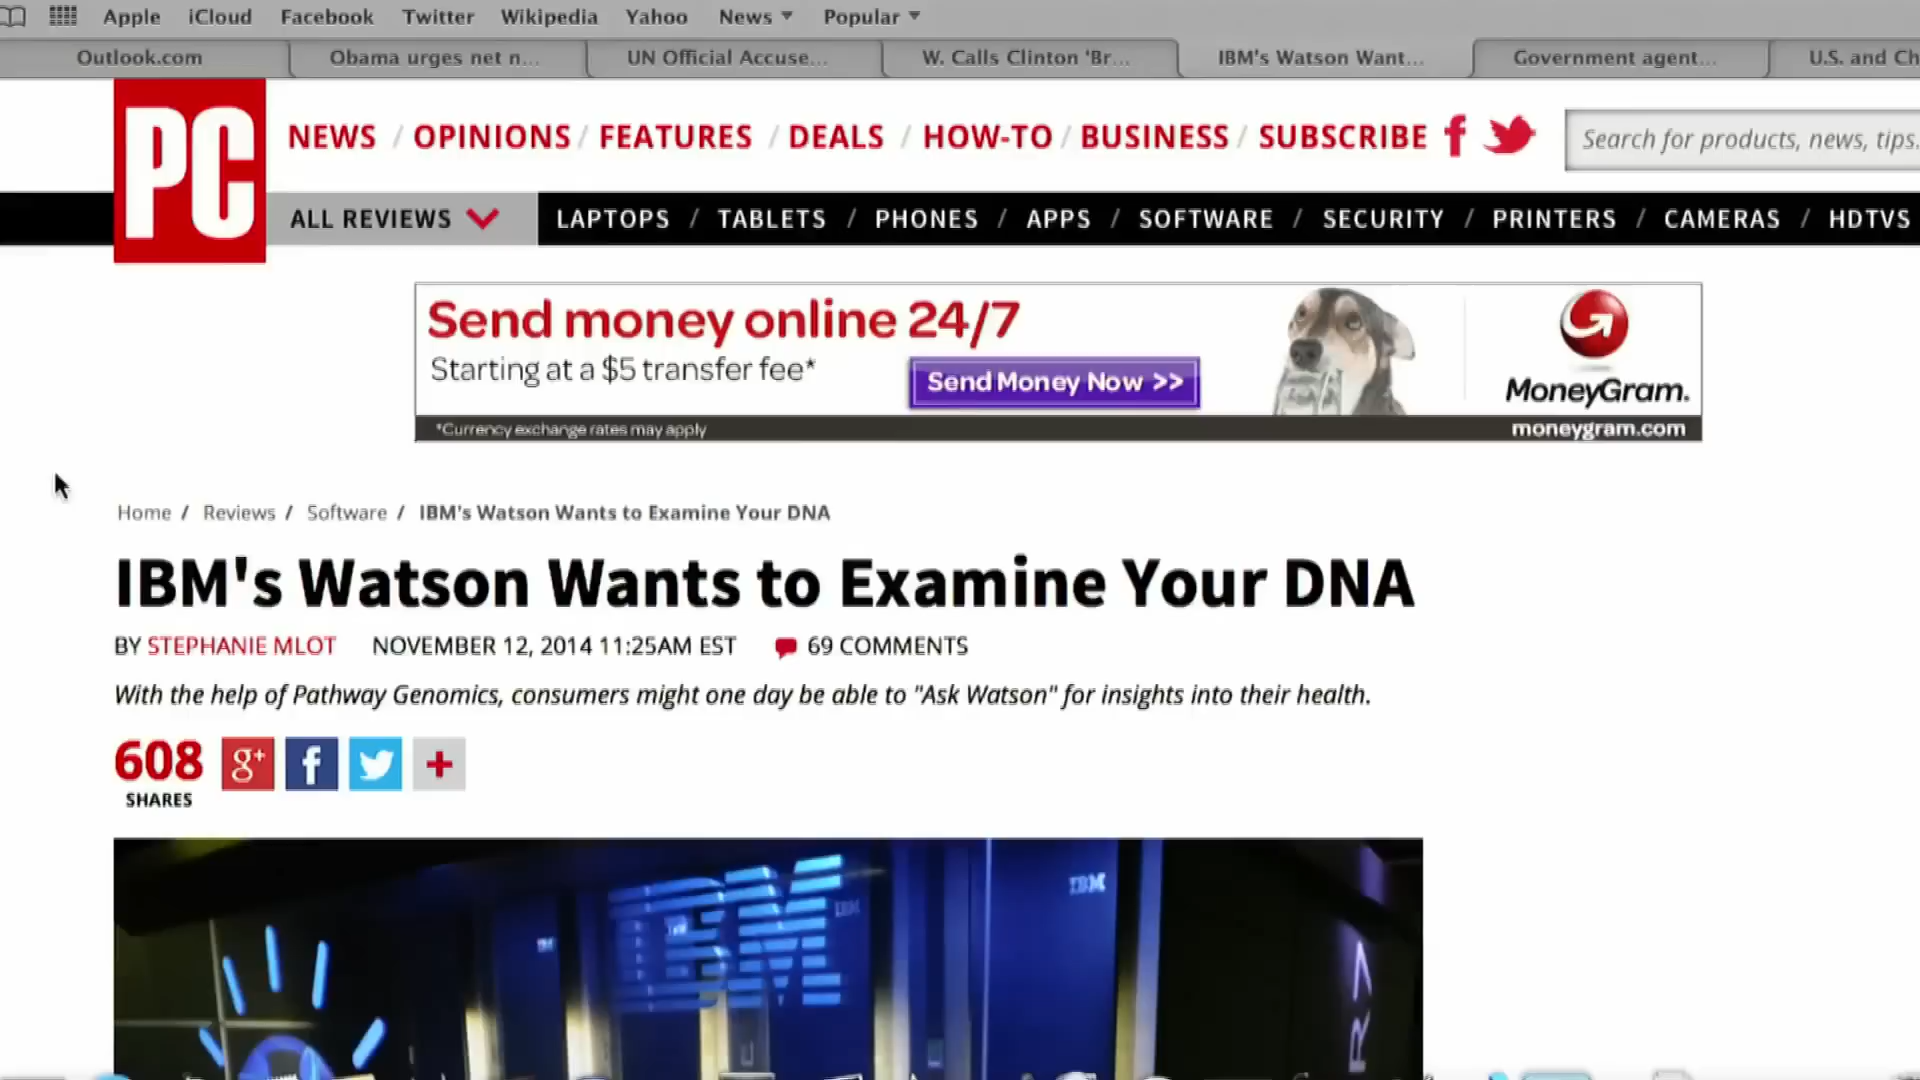 Apple iCloud Facebook Twitter Wikipedia Yahoo News Popular
Outlook.com Obama urges net n... UN Official Accuse... W. Calls Clinton 'Br... IBM's Watson Want... Government agent... U.S. and Ch
PC
NEWS / OPINIONS / FEATURES / DEALS / HOW-TO / BUSINESS / SUBSCRIBE
Search for products, news, tips.
ALL REVIEWS LAPTOPS / TABLETS / PHONES / APPS / SOFTWARE / SECURITY / PRINTERS / CAMERAS / HDTVS
Send money online 24/7
Starting at a $5 transfer fee*
Send Money Now >>
MoneyGram.
*Currency exchange rates may apply
moneygram.com
Home / Reviews / Software / IBM's Watson Wants to Examine Your DNA
IBM's Watson Wants to Examine Your DNA
BY STEPHANIE MLOT NOVEMBER 12, 2014 11:25AM EST 69 COMMENTS
With the help of Pathway Genomics, consumers might one day be able to "Ask Watson" for insights into their health.
608
SHARES
g+ f +
IBM
IBM
IBM
IBM
IBM
R 7